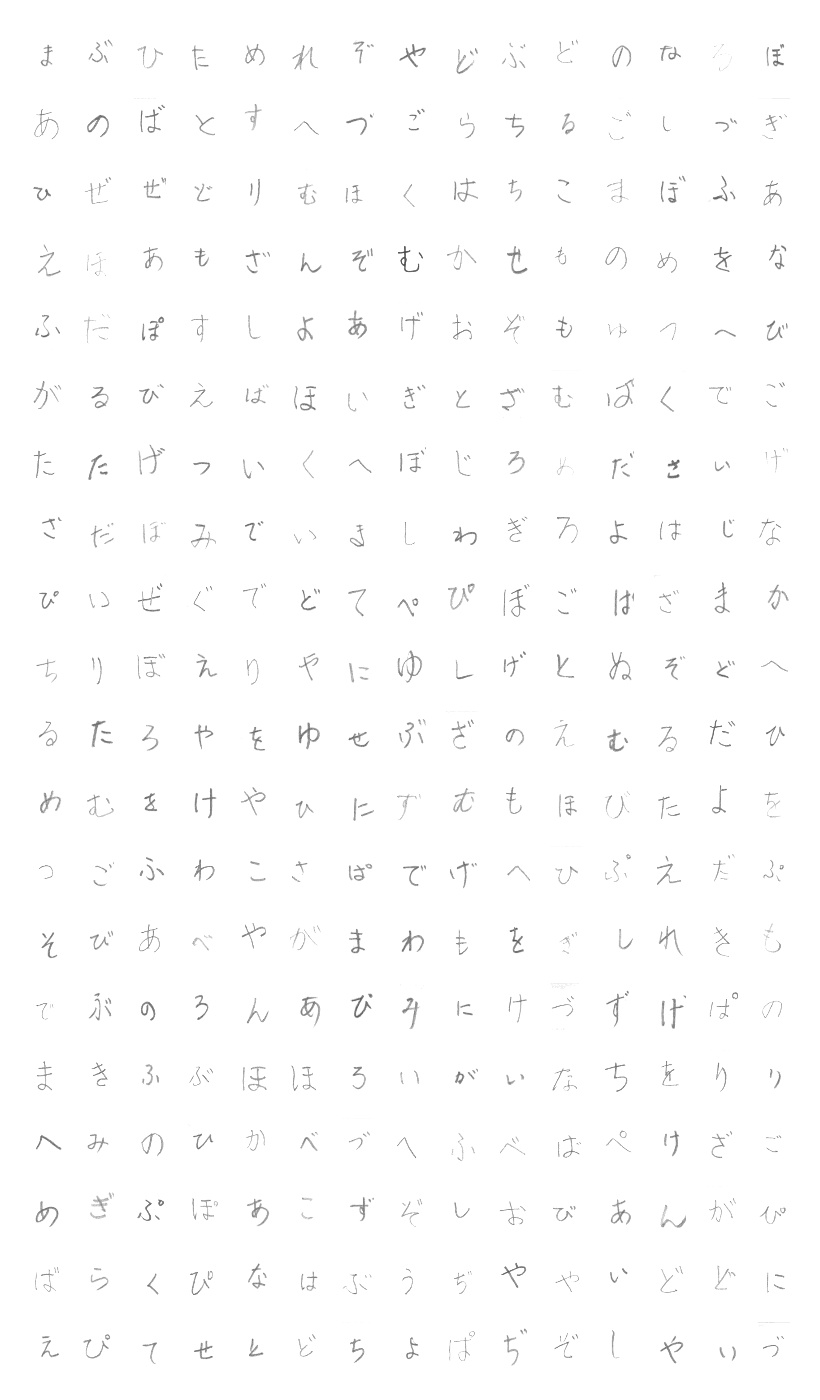 まぶひためれぞやどぶどのなろぼ
あのばとすへづごらちるごしづぎ
ひぜぜどりむほくはちこまぼふあ
えほあもざんぞむかせものめをな
ふだぽすしよあげおぞもゅつへび
がるびえばほいぎとざむばくでご
たたげついくへぼじろぬださいげ
ざだぼみでいましわぎろよはじな
ぴいぜぐでどてぺぴぼごばざまか
ちりぼえりやにゆしげとぬぞどへ
るたろやをゆせぶざのえむるだひ
めむをけやひにずむもほびたよを
つごふわこさぱでげへひぷえだぷ
そびあべやがまわもをぎしれきも
でぶのろんあびみにけづずげぱの
まきふぶほほろいがいなちをりり
へみのひかべづへふべばぺけざご
めぎぷぽあこずぞしおびあんがぴ
ばらくぴなはぶうぢややいどどに
えぴてせとどちよぱぢぞしやいづ